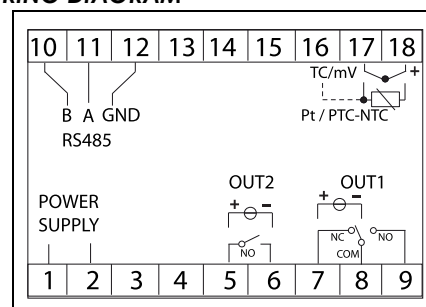 RING DIAGRAM
10 11 12 13 14 15 16 17 18
TC/mV +
B A GND
Pt / PTC-NTC
RS485
OUT2 OUT1
POWER + - + -
SUPPLY
NC NO
NO COM
1 2 3 4 5 6 7 8 9